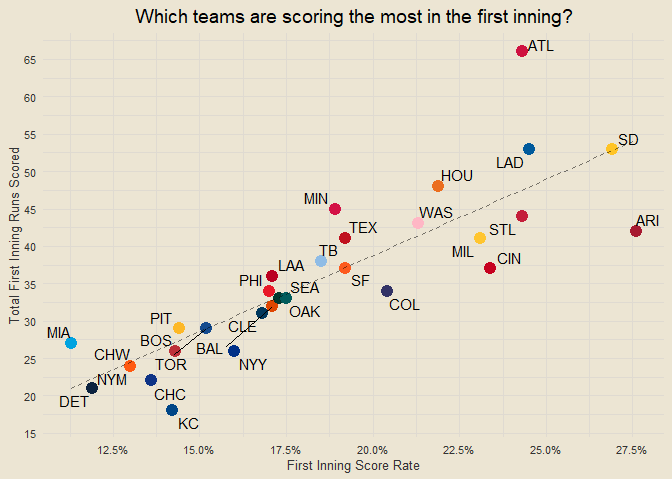 Which teams are scoring the most in the first inning?
ATL
65
60
55
SD
LAD
50
HOU
MIN
45
WAS
ARI
STL
TEX
MIL
40
TB
CIN
LAA
SF
PHI
SEA
35
COL
OAK
30
PIT
CLE
MIA
BOS
BAL
CHW
TOR
NYY
25
NYM
DET
CHC
20
KC
15
12.5%
15.0%
17.5%
20.0%
22.5%
25.0%
27.5%
First Inning Score Rate
Total First Inning Runs Scored